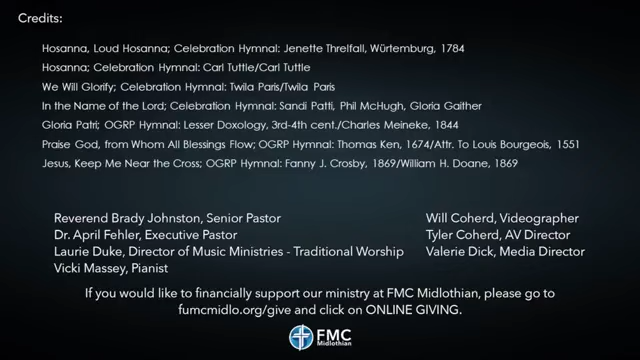 Credits:
Hosanna, Loud Hosanna; Celebration Hymnal: Jenette Threlfall, Würtemburg, 1784
Hosanna; Celebration Hymnal: Carl Tuttle/Carl Tuttle
We Will Glorify; Celebration Hymnal: Twila Paris/Twila Paris
In the Name of the Lord; Celebration Hymnal: Sandi Patti, Phil McHugh, Gloria Gaither
Gloria Patri; OGRP Hymnal: Lesser Doxology, 3rd-4th cent./Charles Meineke, 1844
Praise God, from Whom All Blessings Flow; OGRP Hymnal: Thomas Ken, 1674/Attr. To Louis Bourgeois, 1551
Jesus, Keep Me Near the Cross; OGRP Hymnal: Fanny J. Crosby, 1869/William H. Doane, 1869
Reverend Brady Johnston, Senior Pastor
Dr. April Fehler, Executive Pastor
Laurie Duke, Director of Music Ministries - Traditional Worship
Vicki Massey, Pianist
Will Coherd, Videographer
Tyler Coherd, AV Director
Valerie Dick, Media Director
If you would like to financially support our ministry at FMC Midlothian, please go to
fumcmidlo.org/give and click on ONLINE GIVING.
FMC
Midlothian